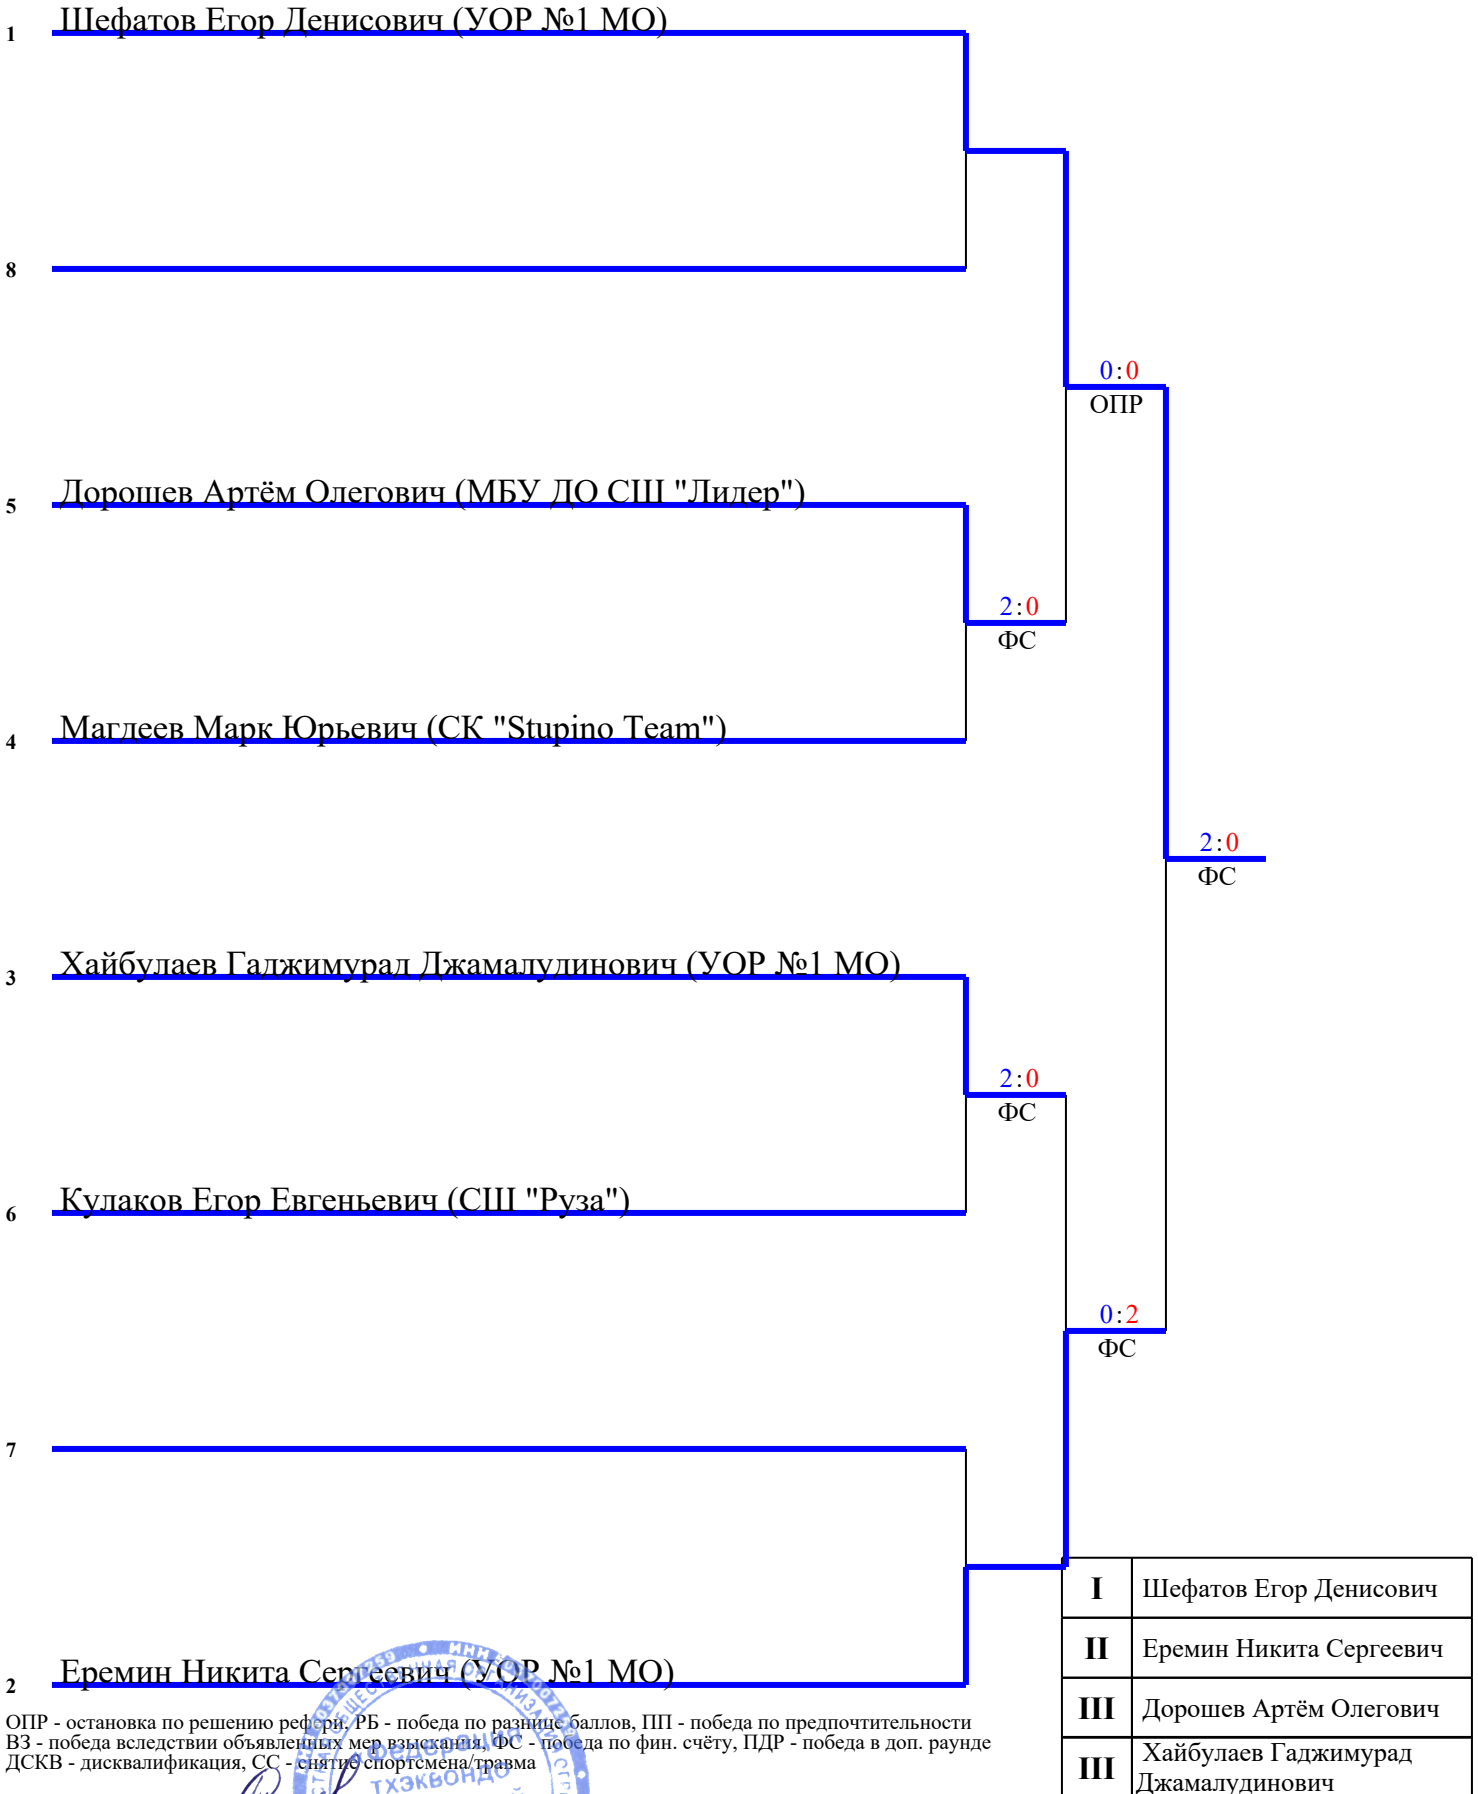 1 Шефатов Егор Денисович (УОР №1 МО)
8
0:0
ОПР
5 Дорошев Артём Олегович (МБУ ДО СШ "Лидер")
2:0
ФС
4 Магдеев Марк Юрьевич (СК "Stupino Team")
2:0
ФС
3 Хайбулаев Гаджимурад Джамалудинович (УОР №1 МО)
2:0
ФС
6 Кулаков Егор Евгеньевич (СШ "Руза")
0:2
ФС
7
I Шефатов Егор Денисович
II Еремин Никита Сергеевич
2 Еремин Никита Сергеевич (УОР №1 МО)
III Дорошев Артём Олегович
III Хайбулаев Гаджимурад
Джамалудинович
ОПР - остановка по решению рефери, РБ - победа по разнице баллов, ПП - победа по предпочтительности
ВЗ - победа вследствии объявленных мер взыскания, ФС - победа по фин. счёту, ПДР - победа в доп. раунде
ДСКВ - дисквалификация, СС - снятие спортсмена/травма
«Федерация
ТХЭКВОНДО